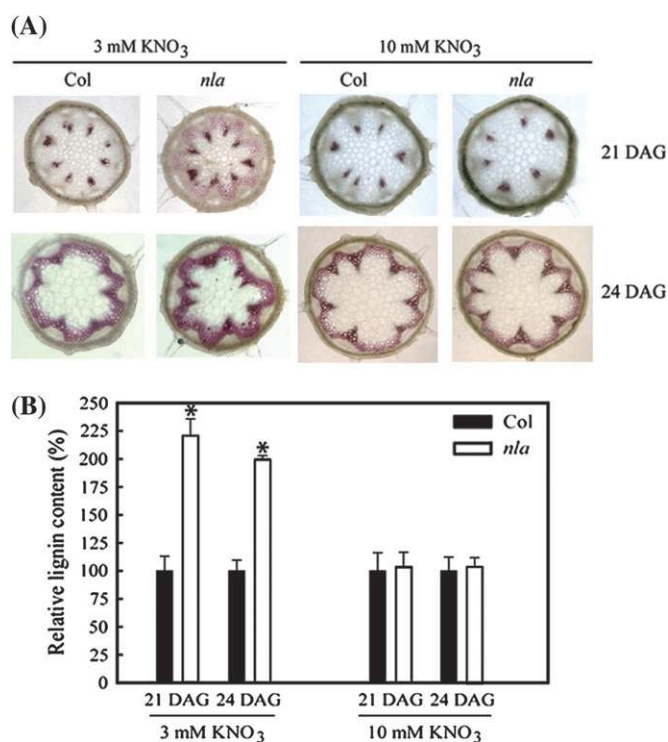 (A)
3 mM KNO3 10 mM KNO3
Col nla Col nla
21 DAG
24 DAG
(B)
250
225
200
175
150
125
100
75
50
25
0
Relative lignin content (%)
* *
Col
nla
21 DAG 24 DAG 21 DAG 24 DAG
3 mM KNO3 10 mM KNO3